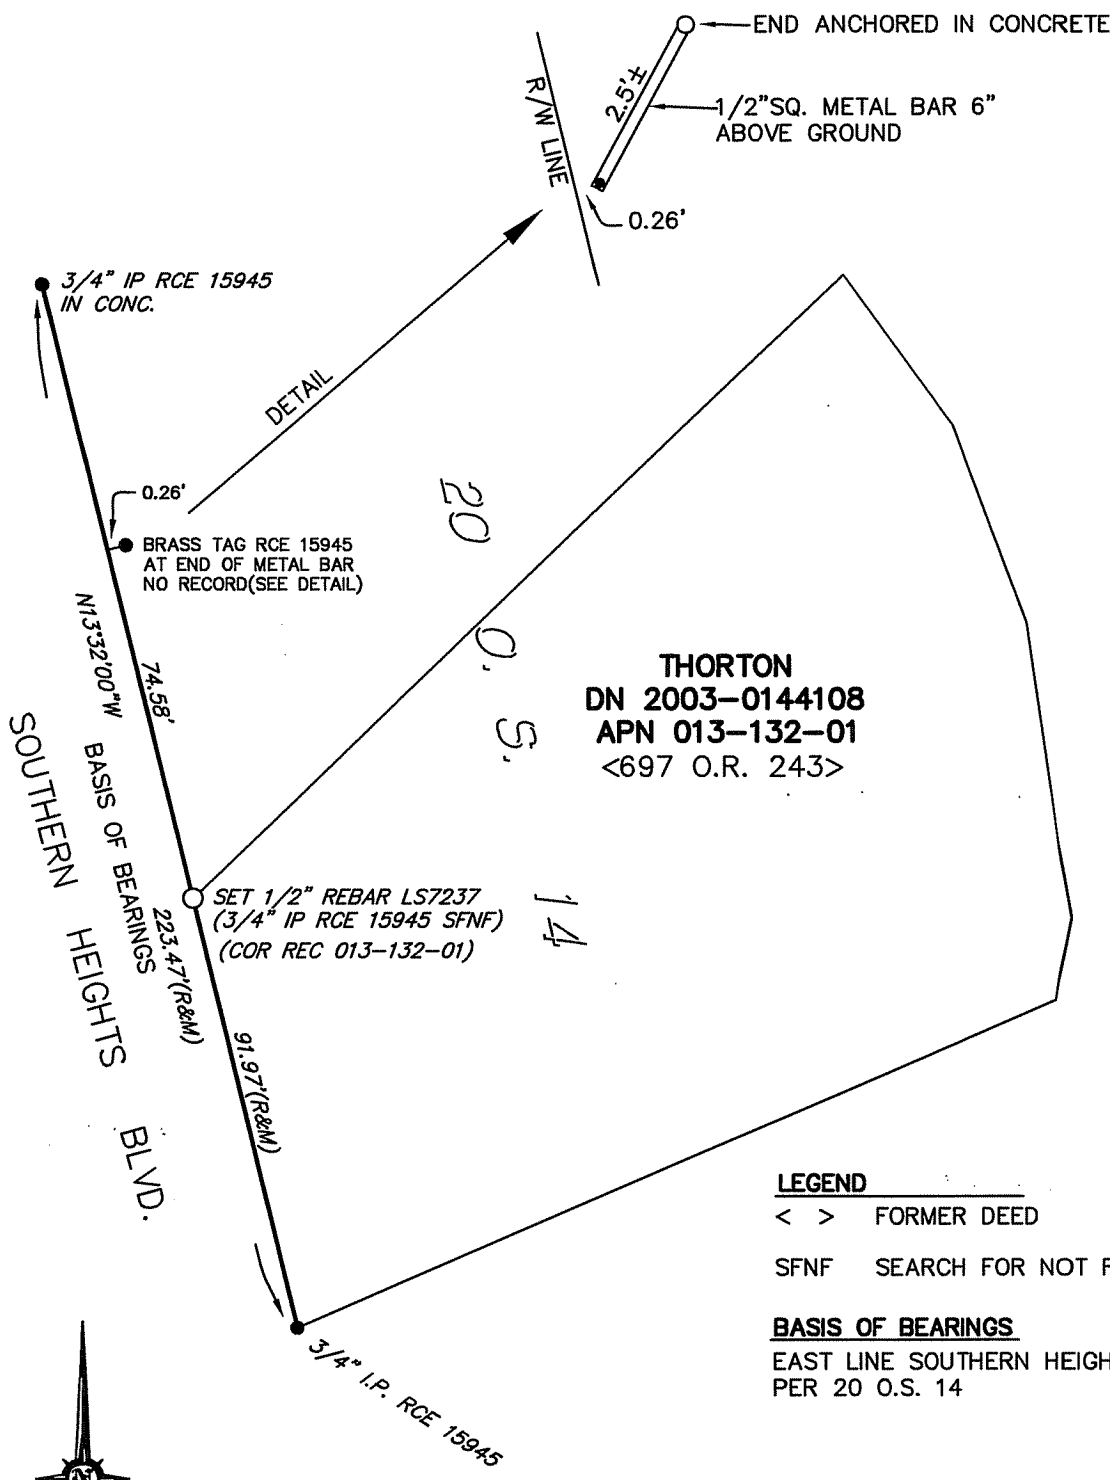 END ANCHORED IN CONCRETE
R/W LINE
2.5'±
1/2"SQ. METAL BAR 6"
ABOVE GROUND
0.26'
3/4" IP RCE 15945
IN CONC.
DETAIL
0.26'
BRASS TAG RCE 15945
AT END OF METAL BAR
NO RECORD(SEE DETAIL)
20 O. S. 14
N13°32'00"W BASIS OF BEARINGS
74.58'
223.47'(R&M)
SOUTHERN HEIGHTS BLVD.
THORTON
DN 2003-0144108
APN 013-132-01
<697 O.R. 243>
SET 1/2" REBAR LS7237
(3/4" IP RCE 15945 SFNF)
(COR REC 013-132-01)
91.97'(R&M)
3/4" I.P. RCE 15945
LEGEND
< > FORMER DEED
SFNF SEARCH FOR NOT F
BASIS OF BEARINGS
EAST LINE SOUTHERN HEIGH
PER 20 O.S. 14
N